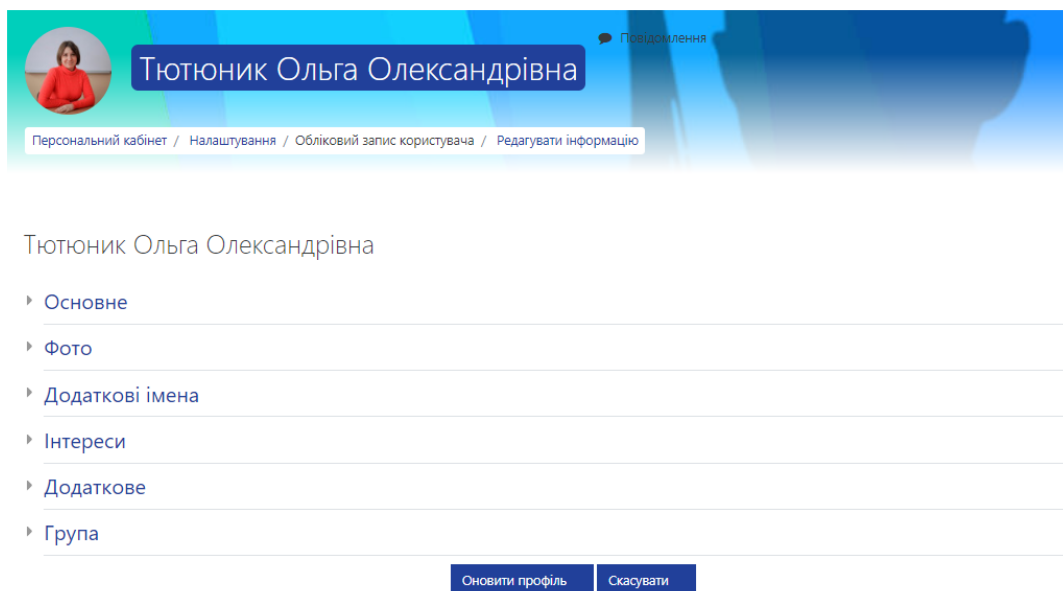 Повідомлення
Тютюник Ольга Олександрівна
Персональний кабінет / Налаштування / Обліковий запис користувача / Редагувати інформацію
Тютюник Ольга Олександрівна
Основне
Фото
Додаткові імена
Інтереси
Додаткове
Група
Оновити профіль Скасувати